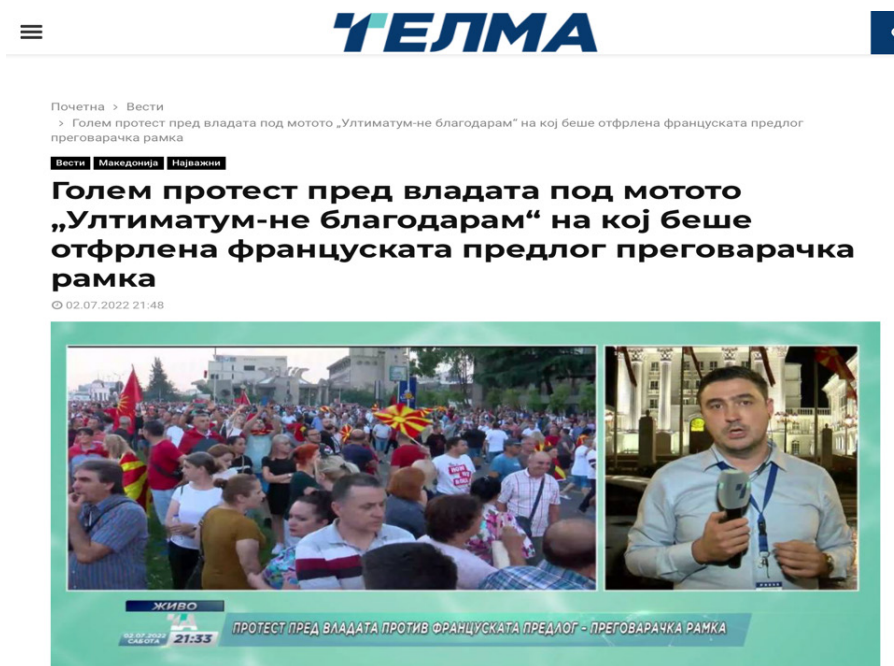 ТЕЛМА
Почетна > Вести
> Голем протест пред владата под мотото „Ултиматум-не благодарам“ на кој беше отфрлена француската предлог
преговарачка рамка
Вести Македонија Најважни
Голем протест пред владата под мотото
„Ултиматум-не благодарам“ на кој беше
отфрлена француската предлог преговарачка
рамка
02.07.2022 21:48
ЖИВО
02.07.2022
САБОТА 21:33
ПРОТЕСТ ПРЕД ВЛАДАТА ПРОТИВ ФРАНЦУСКАТА ПРЕДЛОГ - ПРЕГОВАРАЧКА РАМКА